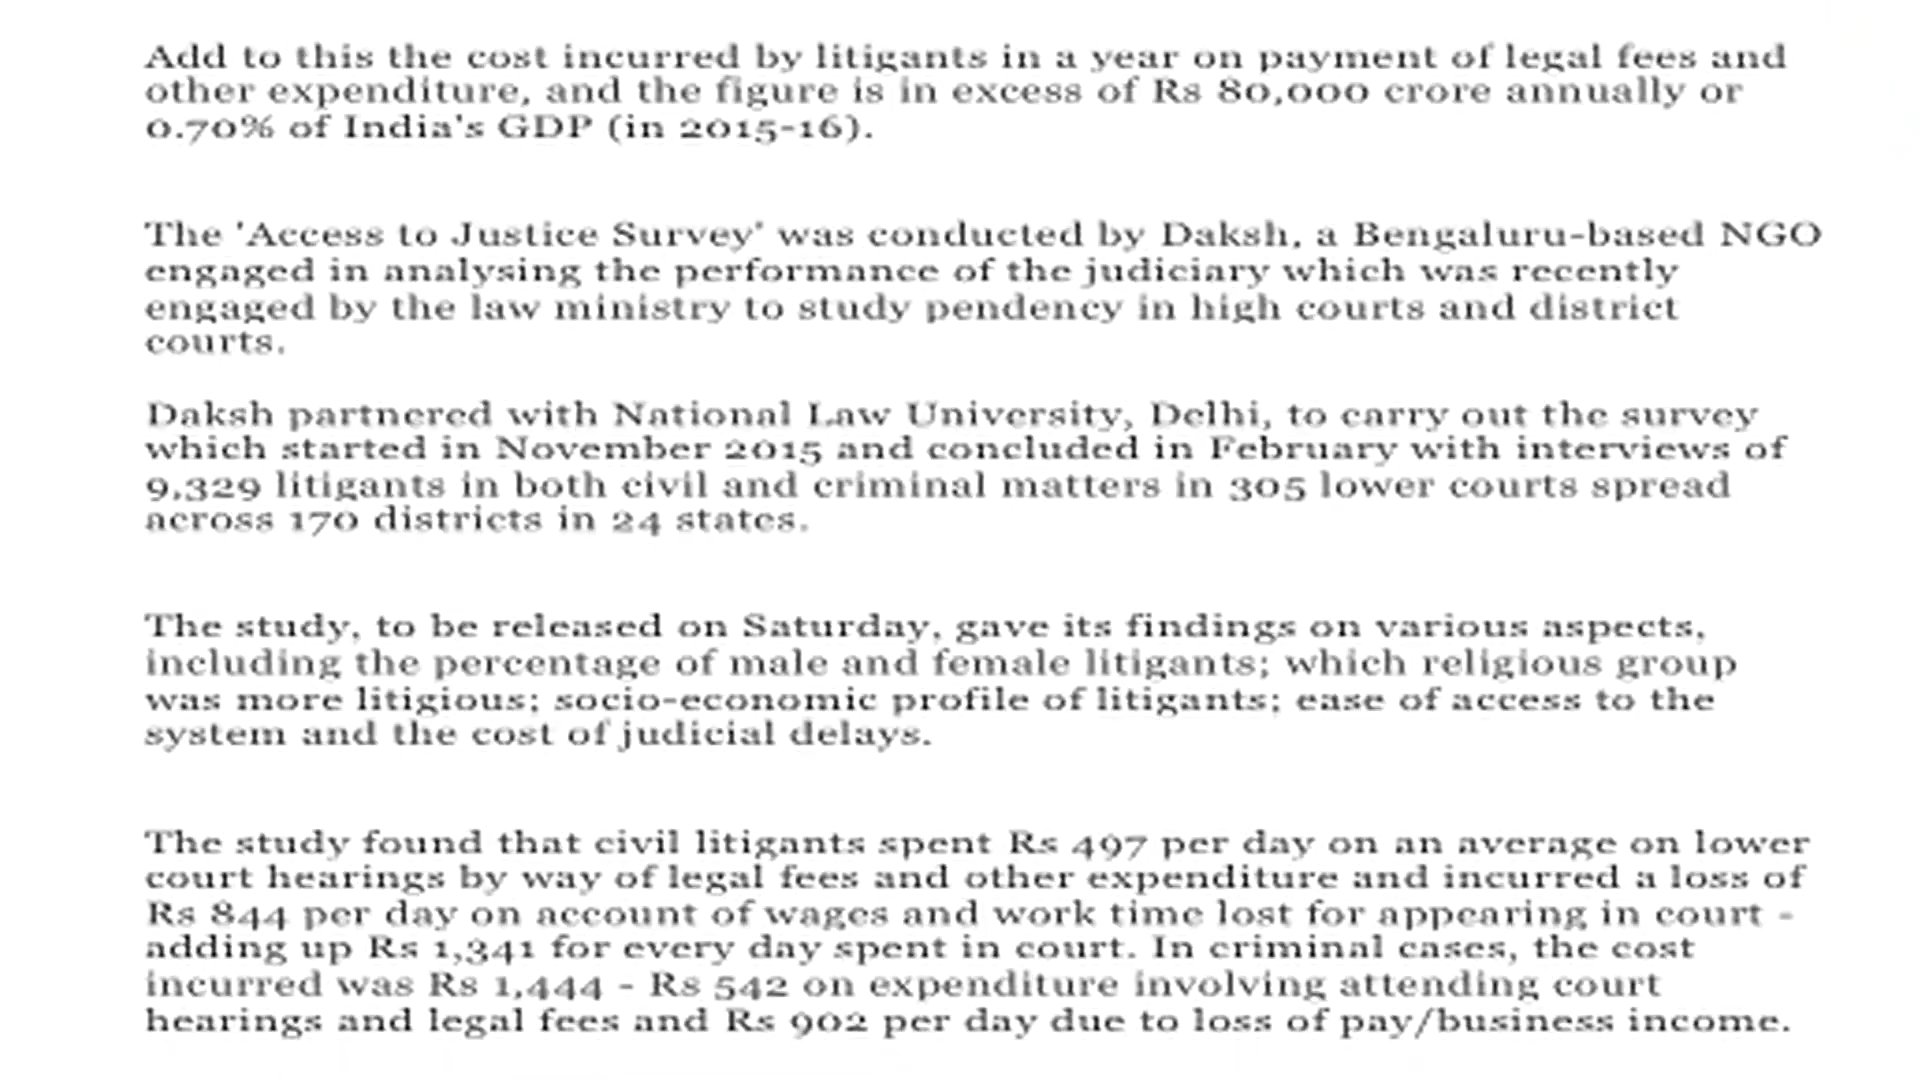 Add to this the cost incurred by litigants in a year on payment of legal fees and
other expenditure, and the figure is in excess of Rs 80,000 crore annually or
0.70% of India's GDP (in 2015-16).
The 'Access to Justice Survey' was conducted by Daksh, a Bengaluru-based NGO
engaged in analysing the performance of the judiciary which was recently
engaged by the law ministry to study pendency in high courts and district
courts.
Daksh partnered with National Law University, Delhi, to carry out the survey
which started in November 2015 and concluded in February with interviews of
9,329 litigants in both civil and criminal matters in 305 lower courts spread
across 170 districts in 24 states.
The study, to be released on Saturday, gave its findings on various aspects,
including the percentage of male and female litigants; which religious group
was more litigious; socio-economic profile of litigants; ease of access to the
system and the cost of judicial delays.
The study found that civil litigants spent Rs 497 per day on an average on lower
court hearings by way of legal fees and other expenditure and incurred a loss of
Rs 844 per day on account of wages and work time lost for appearing in court -
adding up Rs 1,341 for every day spent in court. In criminal cases, the cost
incurred was Rs 1,444 - Rs 542 on expenditure involving attending court
hearings and legal fees and Rs 902 per day due to loss of pay/business income.